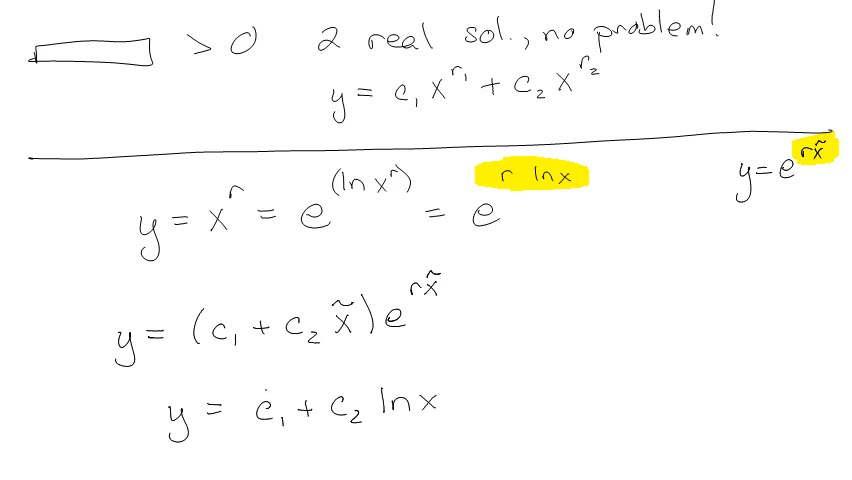 > 0 2 real sol., no problem!
y = c₁ x^r₁ + c₂ x^r₂
y = x^r = e^(ln x^r) = e^(r ln x) y = e^(r x̃)
y = (c₁ + c₂ x̃) e^(r x̃)
y = c₁ + c₂ ln x